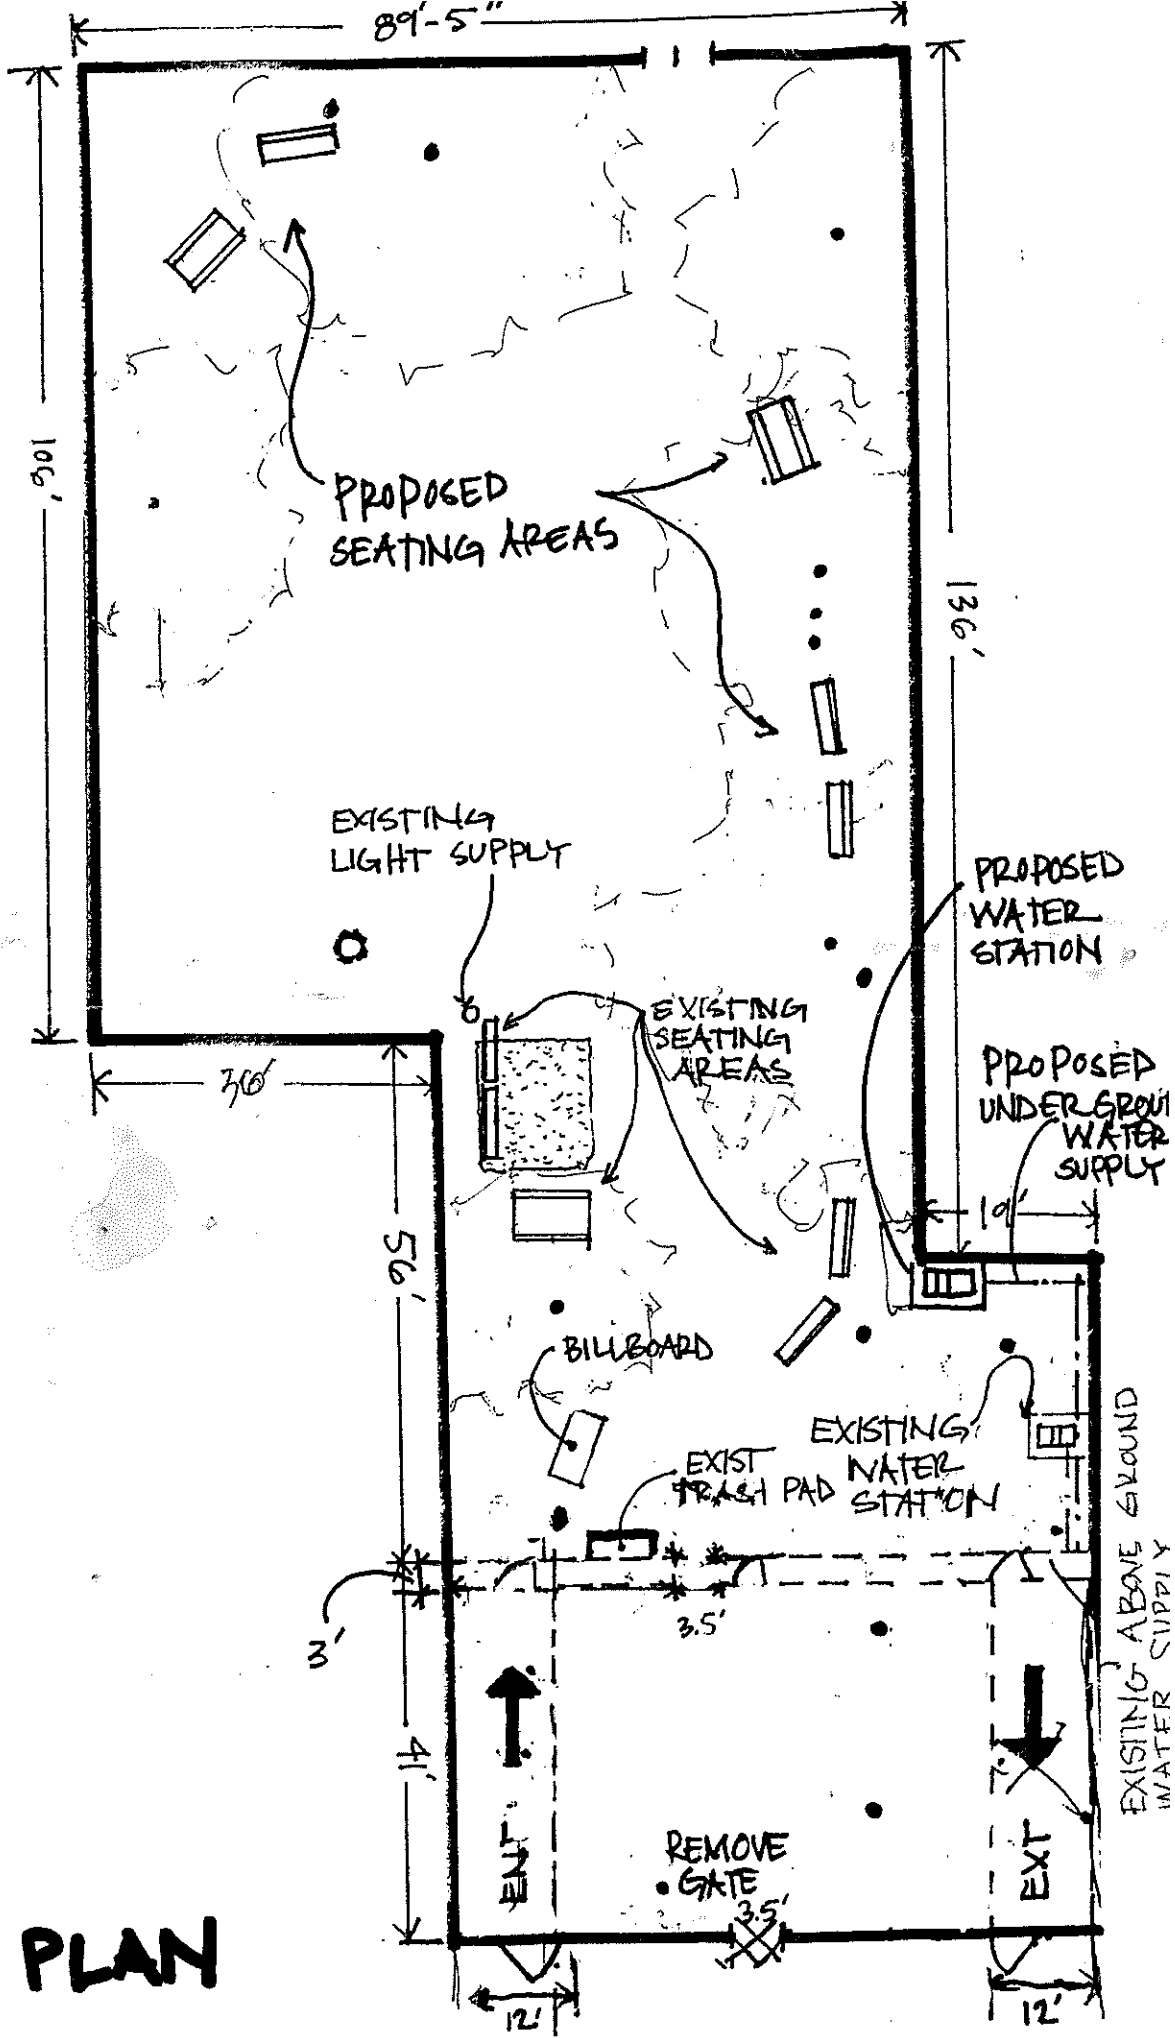 89'-5"
106'
136'
PROPOSED
SEATING AREAS
EXISTING
LIGHT SUPPLY
PROPOSED
WATER
STATION
EXISTING
SEATING
AREAS
PROPOSED
UNDERGROUN
WATER
SUPPLY
36'
19'
56'
BILLBOARD
EXISTING
WATER
STATION
EXIST
TRASH PAD
EXISTING ABOVE GROUND
WATER SUPPLY
3'
3.5'
41'
7'
ENT
EXT
REMOVE
GATE
3.5'
12'
12'
PLAN